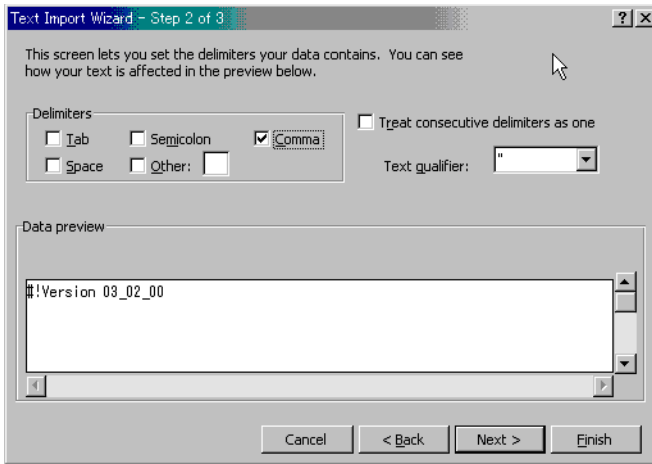 Text Import Wizard - Step 2 of 3
This screen lets you set the delimiters your data contains. You can see
how your text is affected in the preview below.
Delimiters
Tab Semicolon Comma
Space Other:
Treat consecutive delimiters as one
Text qualifier: "
Data preview
#!Version 03_02_00
Cancel < Back Next > Finish